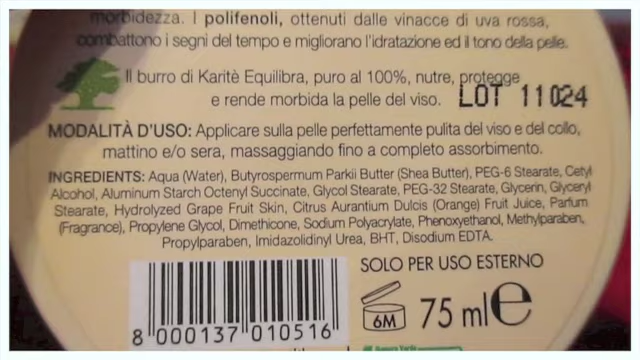 morbidezza. I polifenoli, ottenuti dalle vinacce di uva rossa,
combattono i segni del tempo e migliorano l'idratazione ed il tono della pelle.
Il burro di Karitè Equilibra, puro al 100%, nutre, protegge
e rende morbida la pelle del viso. LOT 11024
MODALITÀ D'USO: Applicare sulla pelle perfettamente pulita del viso e del collo,
mattino e/o sera, massaggiando fino a completo assorbimento.
INGREDIENTS: Aqua (Water), Butyrospermum Parkii Butter (Shea Butter), PEG-6 Stearate, Cetyl
Alcohol, Aluminum Starch Octenyl Succinate, Glycol Stearate, PEG-32 Stearate, Glycerin, Glyceryl
Stearate, Hydrolyzed Grape Fruit Skin, Citrus Aurantium Dulcis (Orange) Fruit Juice, Parfum
(Fragrance), Propylene Glycol, Dimethicone, Sodium Polyacrylate, Phenoxyethanol, Methylparaben,
Propylparaben, Imidazolidinyl Urea, BHT, Disodium EDTA.
SOLO PER USO ESTERNO
6M 75 ml e
8 000137 010516